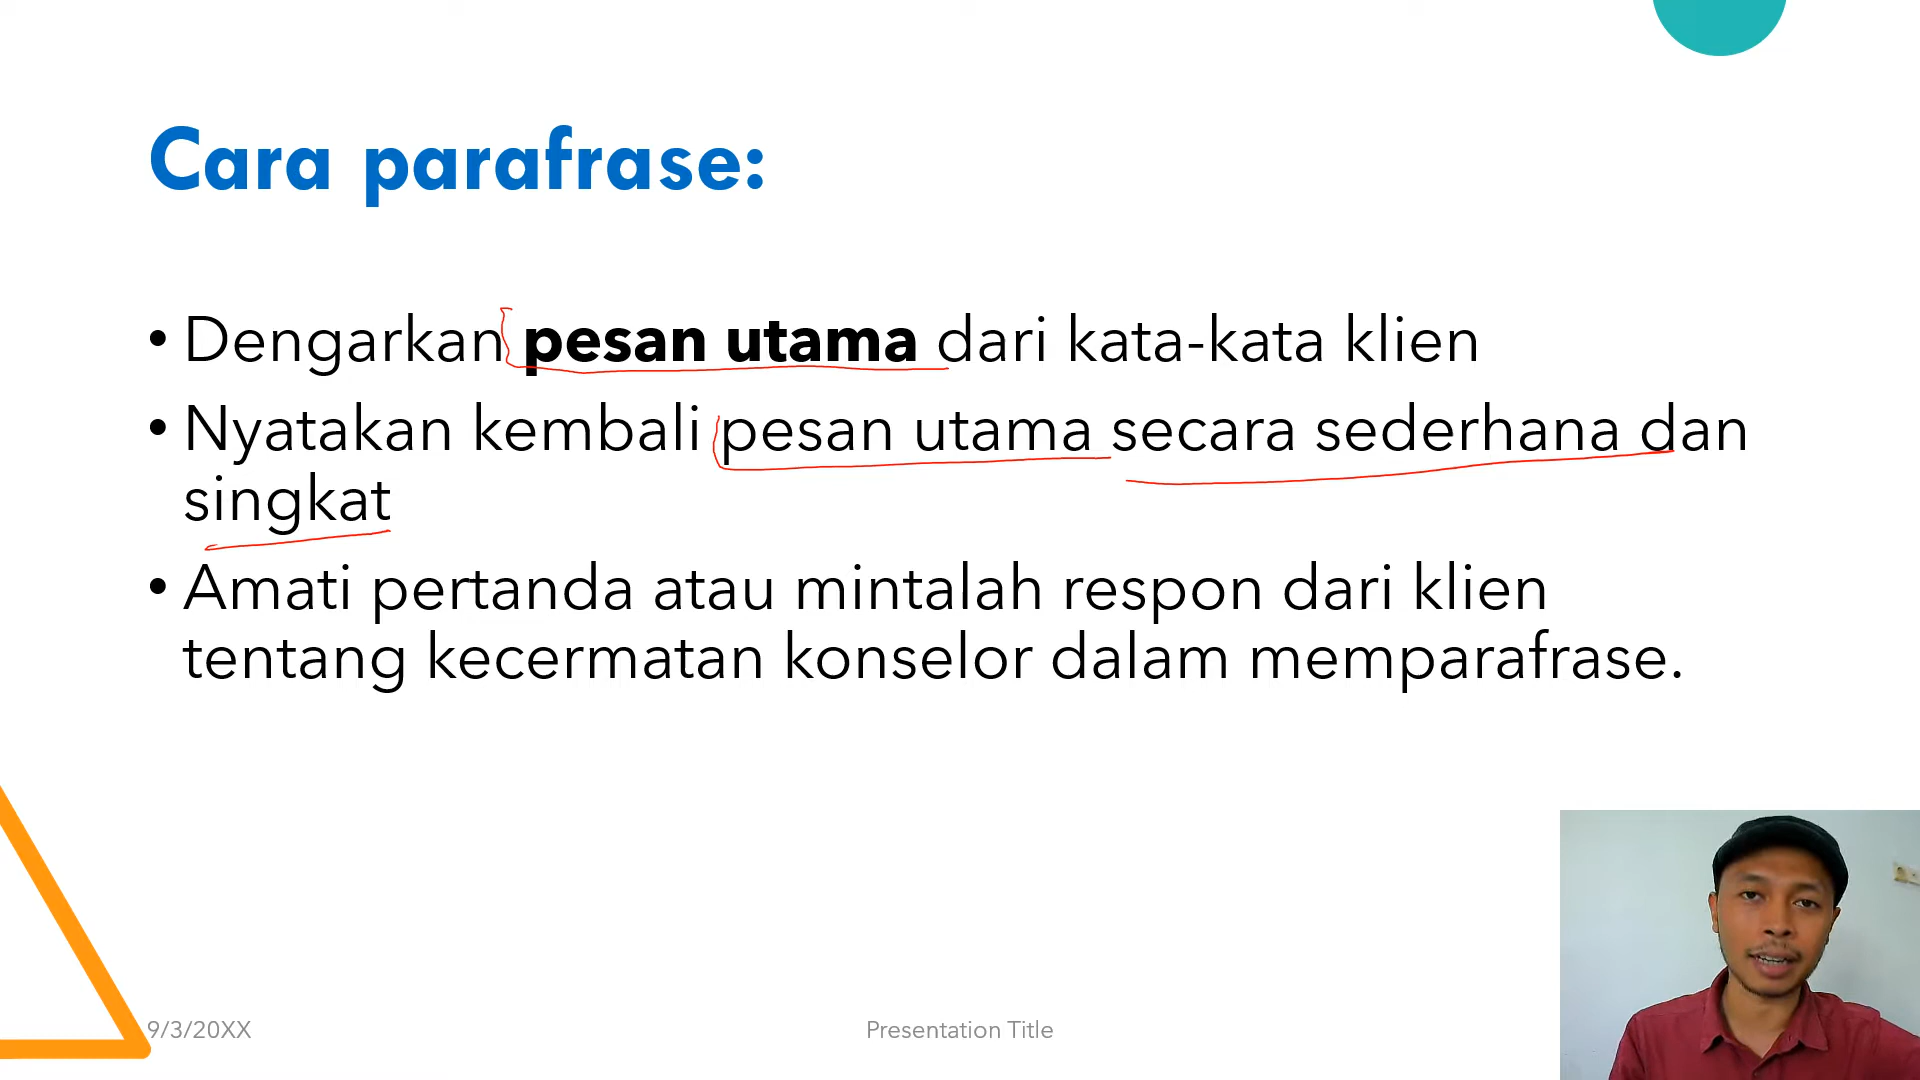 Cara parafrase:
• Dengarkan pesan utama dari kata-kata klien
• Nyatakan kembali pesan utama secara sederhana dan
singkat
• Amati pertanda atau mintalah respon dari klien
tentang kecermatan konselor dalam memparafrase.
9/3/20XX
Presentation Title